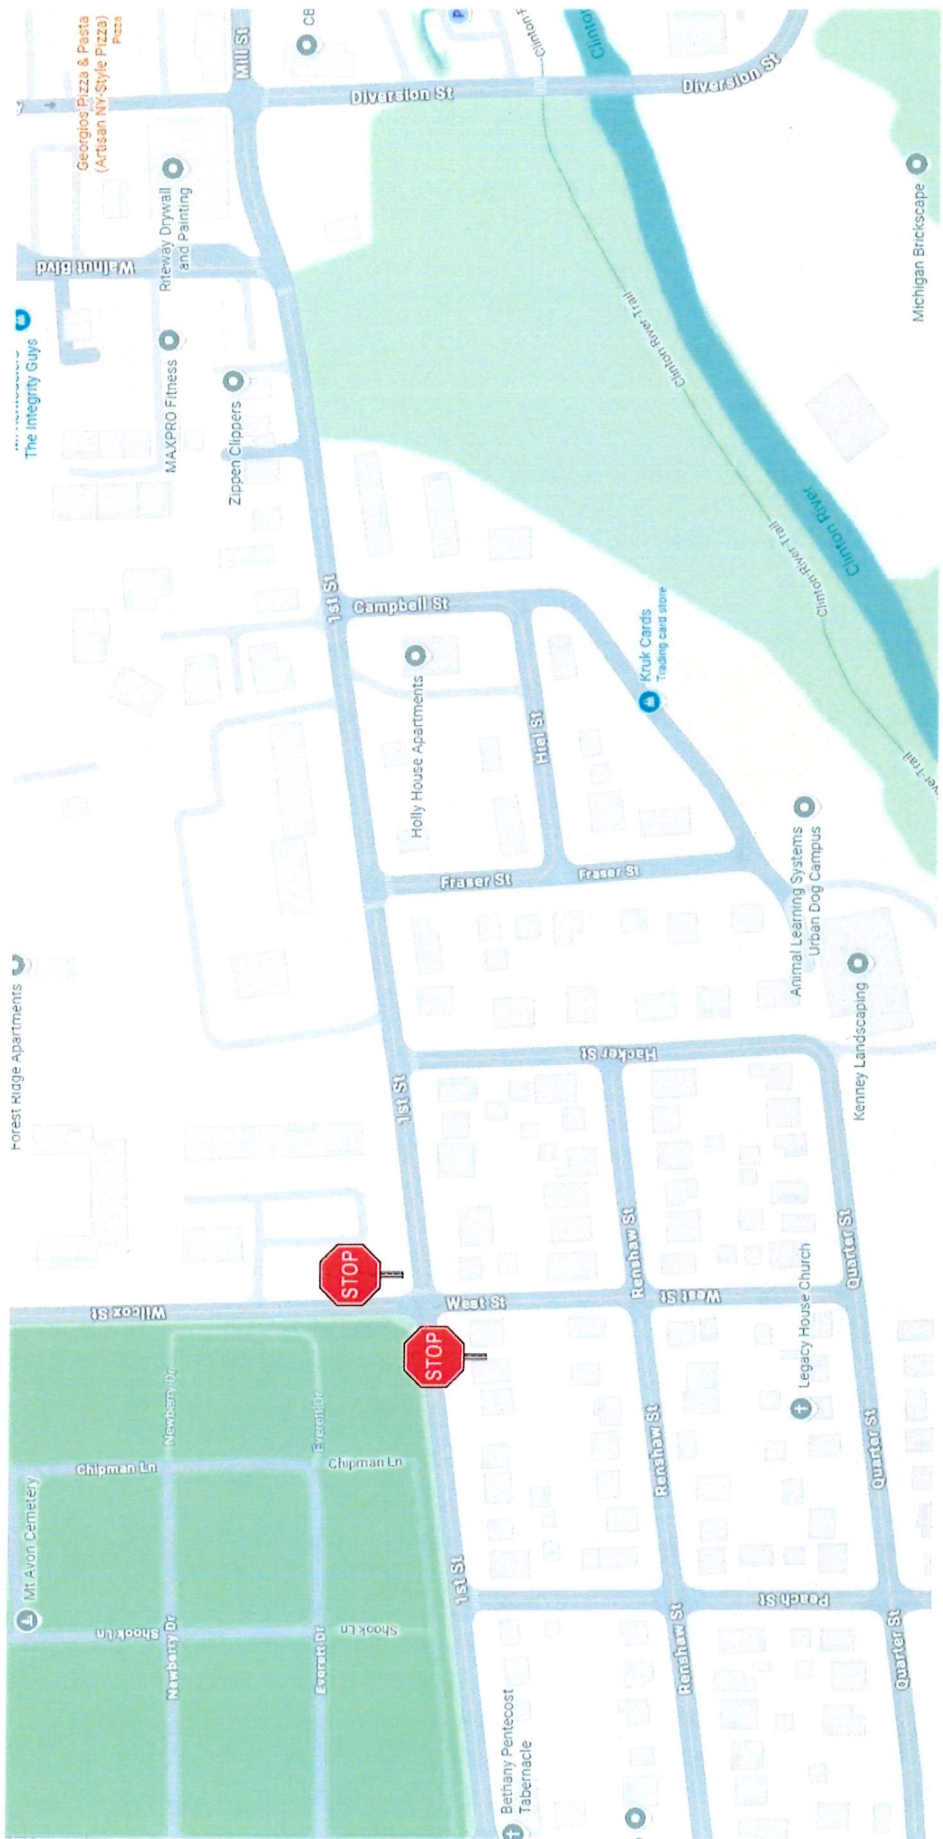 Georgios Pizza & Pasta
(Artisan NY-Style Pizza)
Pizza
Mill St
CB
P
Clinton
Diversion St
Diversion St
Riteway Drywall
and Painting
Walnut Blvd
Michigan Brickscape
The Integrity Guys
MAXPRO Fitness
Zippen Clippers
Clinton River Trail
Clinton River
Clinton River Trail
1st St
Campbell St
Kruk Cards
Trading card store
Holly House Apartments
Hiel St
Fraser St
Fraser St
Animal Learning Systems
Urban Dog Campus
Forest Ridge Apartments
Kenney Landscaping
Hacker St
1st St
STOP
Wilcox St
West St
STOP
Renshaw St
West St
Quarter St
Legacy House Church
Newberry Dr
Everett Dr
Chipman Ln
Chipman Ln
Renshaw St
Quarter St
Mt Avon Cemetery
1st St
Peach St
Shook Ln
Shook Ln
Newberry Dr
Everett Dr
Renshaw St
Quarter St
Bethany Pentecost
Tabernacle